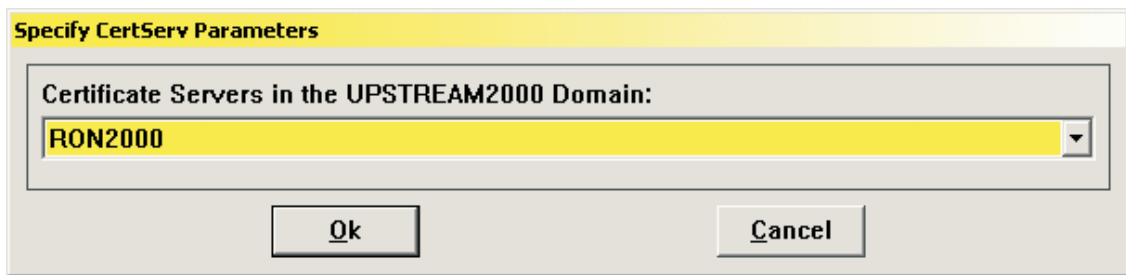 Specify CertServ Parameters
Certificate Servers in the UPSTREAM2000 Domain:
RON2000
Ok Cancel